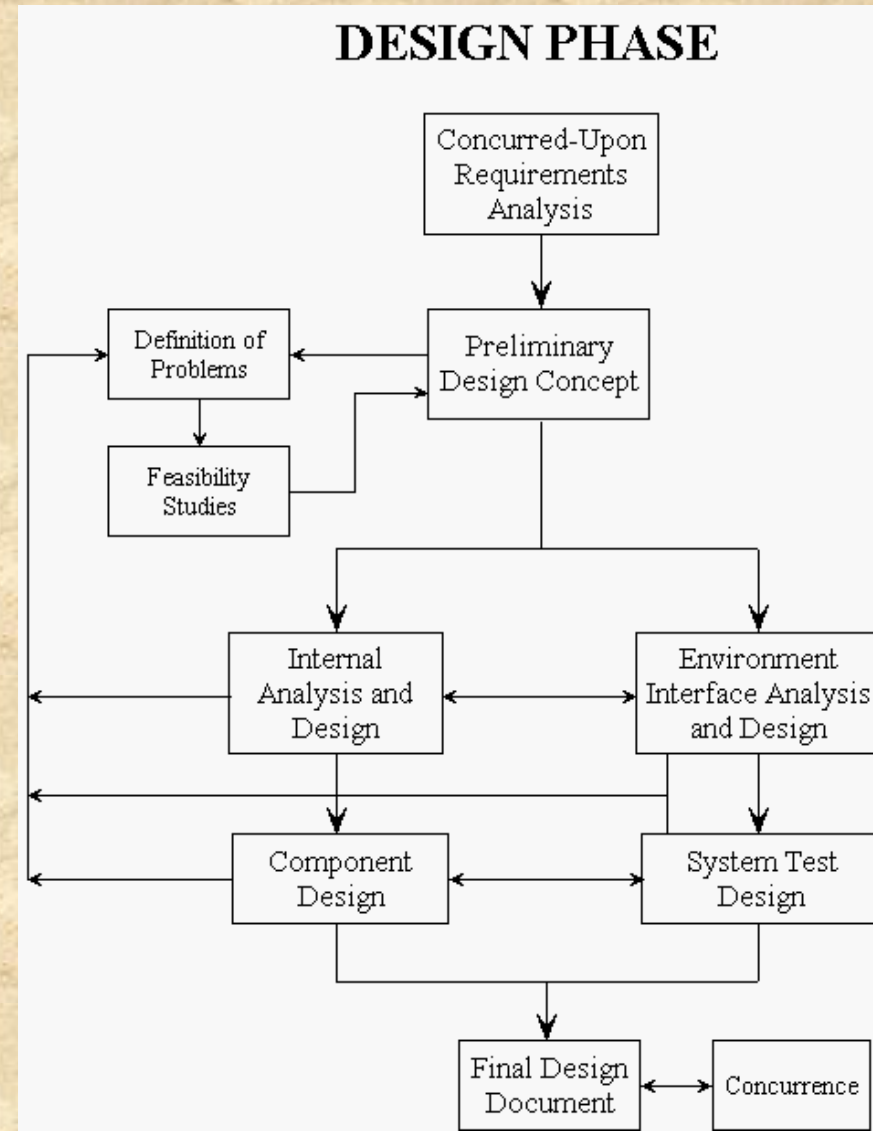 DESIGN PHASE
Concurred-Upon
Requirements
Analysis
Definition of
Problems
Preliminary
Design Concept
Feasibility
Studies
Internal
Analysis and
Design
Environment
Interface Analysis
and Design
Component
Design
System Test
Design
Final Design
Document
Concurrence